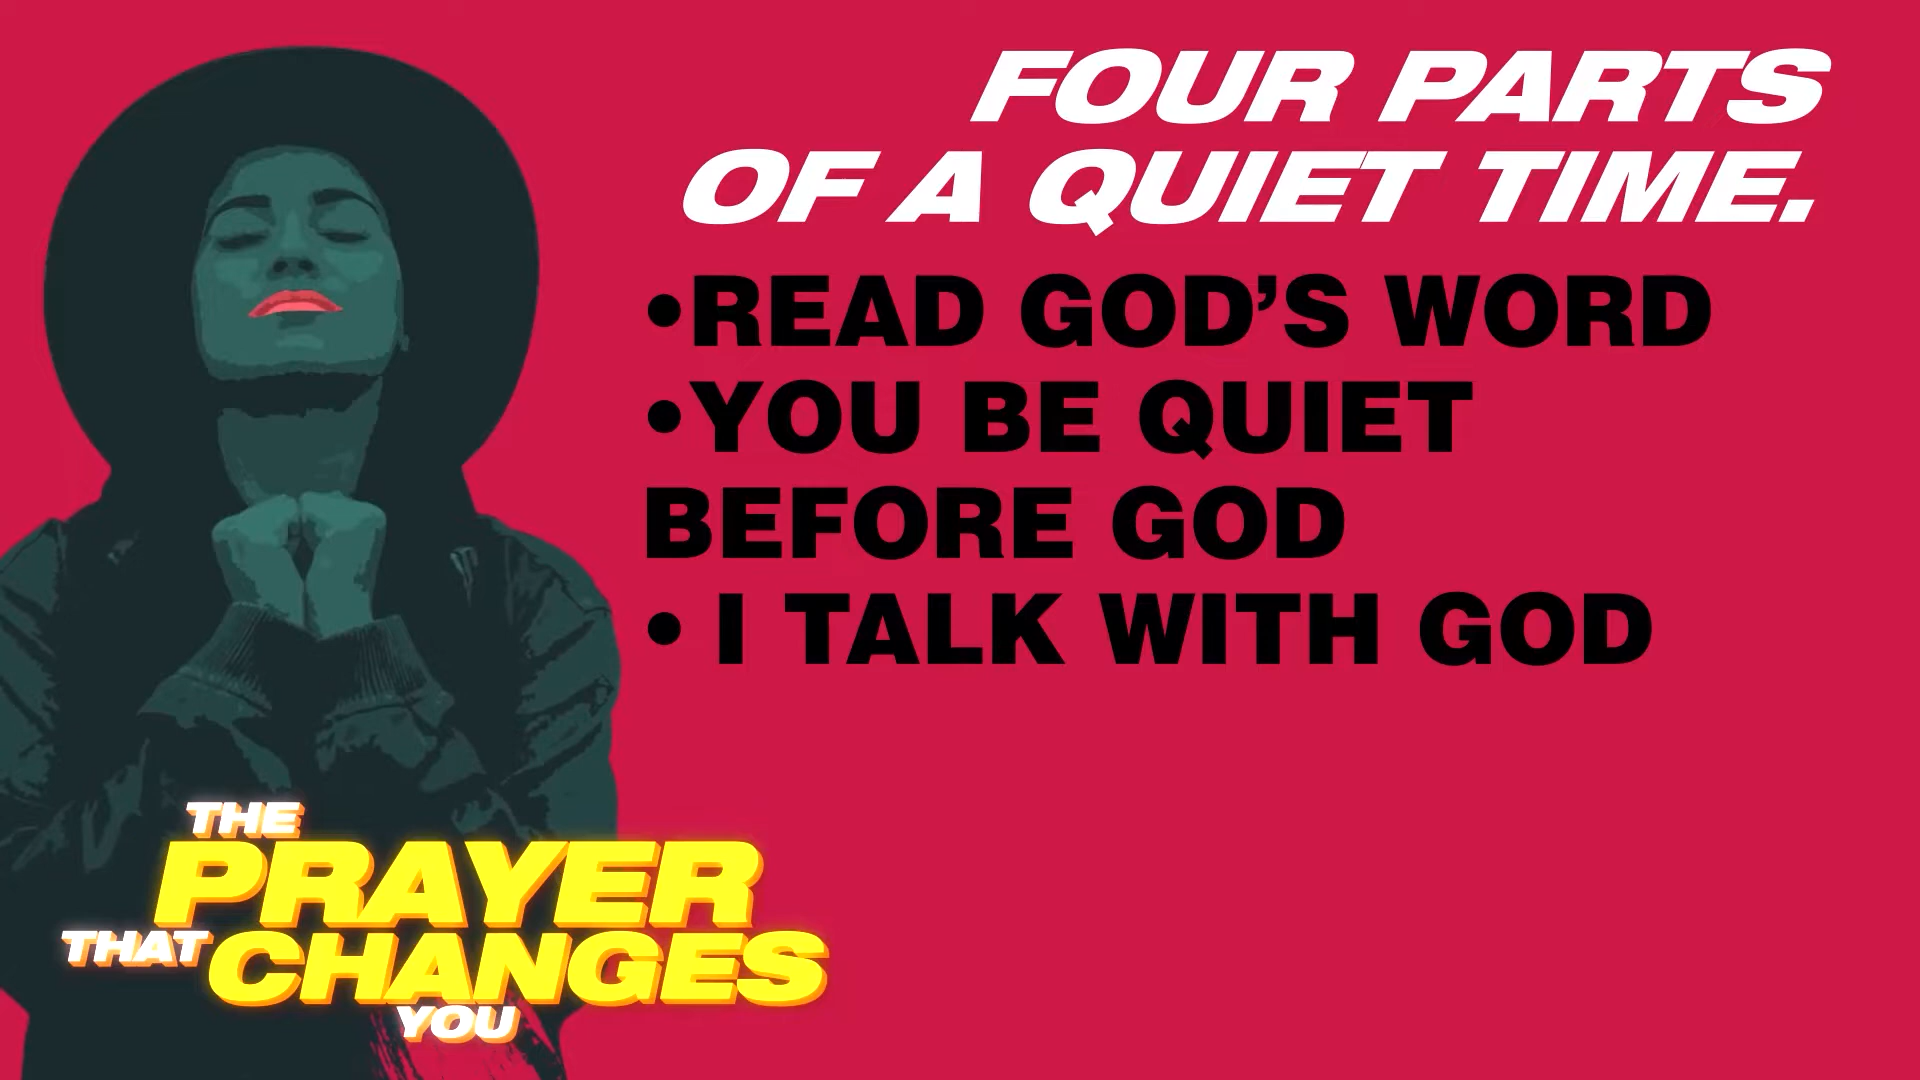 FOUR PARTS
OF A QUIET TIME.
•READ GOD’S WORD
•YOU BE QUIET
BEFORE GOD
• I TALK WITH GOD
THE
PRAYER
THAT CHANGES
YOU